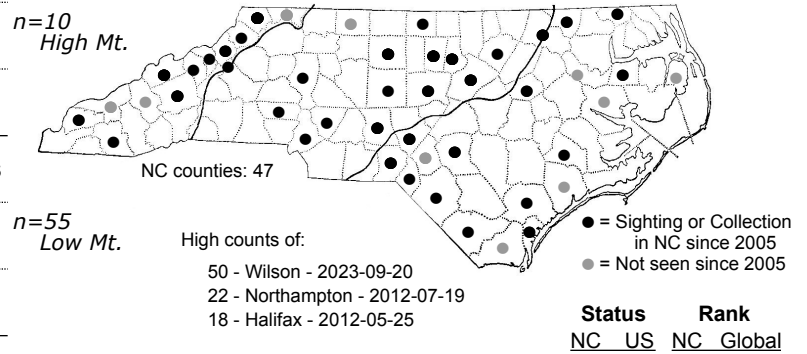 n=10
High Mt.
NC counties: 47
n=55
Low Mt.
High counts of:
50 - Wilson - 2023-09-20
22 - Northampton - 2012-07-19
18 - Halifax - 2012-05-25
= Sighting or Collection
in NC since 2005
= Not seen since 2005
Status Rank
NC US NC Global